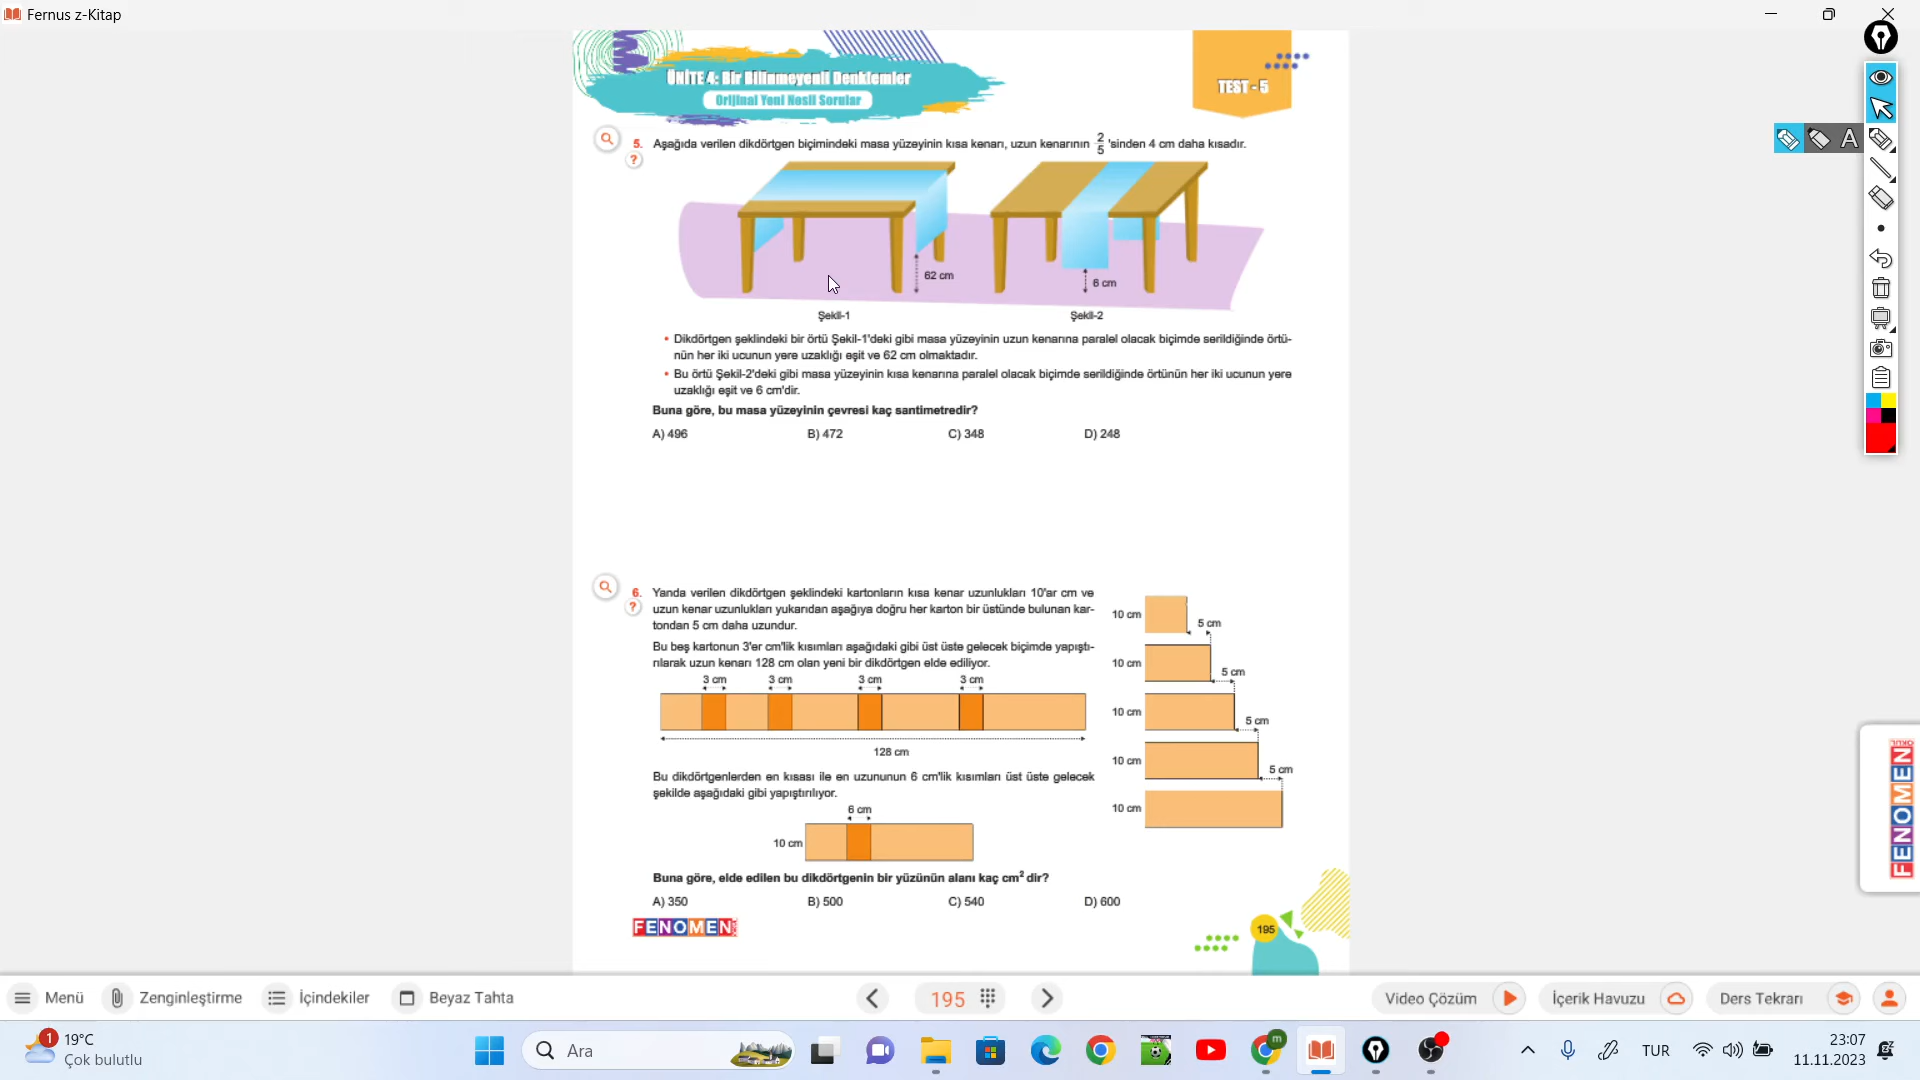 Fernus z-Kitap
ÜNİTE 4: Bir Bilinmeyenli Denklemler
Orijinal Yeni Nesil Sorular
TEST - 5
5. Aşağıda verilen dikdörtgen biçimindeki masa yüzeyinin kısa kenarı, uzun kenarının 2/5 'sinden 4 cm daha kısadır.
?
62 cm
6 cm
Şekil-1
Şekil-2
• Dikdörtgen şeklindeki bir örtü Şekil-1'deki gibi masa yüzeyinin uzun kenarına paralel olacak biçimde serildiğinde örtü-
nün her iki ucunun yere uzaklığı eşit ve 62 cm olmaktadır.
• Bu örtü Şekil-2'deki gibi masa yüzeyinin kısa kenarına paralel olacak biçimde serildiğinde örtünün her iki ucunun yere
uzaklığı eşit ve 6 cm'dir.
Buna göre, bu masa yüzeyinin çevresi kaç santimetredir?
A) 496 B) 472 C) 348 D) 248
6. Yanda verilen dikdörtgen şeklindeki kartonların kısa kenar uzunlukları 10'ar cm ve
?
uzun kenar uzunlukları yukarıdan aşağıya doğru her karton bir üstünde bulunan kar-
tondan 5 cm daha uzundur.
Bu beş kartonun 3'er cm'lik kısımları aşağıdaki gibi üst üste gelecek biçimde yapıştı-
rılarak uzun kenarı 128 cm olan yeni bir dikdörtgen elde ediliyor.
3 cm 3 cm 3 cm 3 cm
128 cm
10 cm
5 cm
10 cm
5 cm
10 cm
5 cm
10 cm
5 cm
10 cm
Bu dikdörtgenlerden en kısası ile en uzununun 6 cm'lik kısımları üst üste gelecek
şekilde aşağıdaki gibi yapıştırılıyor.
6 cm
10 cm
Buna göre, elde edilen bu dikdörtgenin bir yüzünün alanı kaç cm² dir?
A) 350 B) 500 C) 540 D) 600
FENOMEN
195
A
FENOMEN
OKUL
Menü Zenginleştirme İçindekiler Beyaz Tahta 195 Video Çözüm İçerik Havuzu Ders Tekrarı
1
19°C
Çok bulutlu
Ara
m
TUR
23:07
11.11.2023